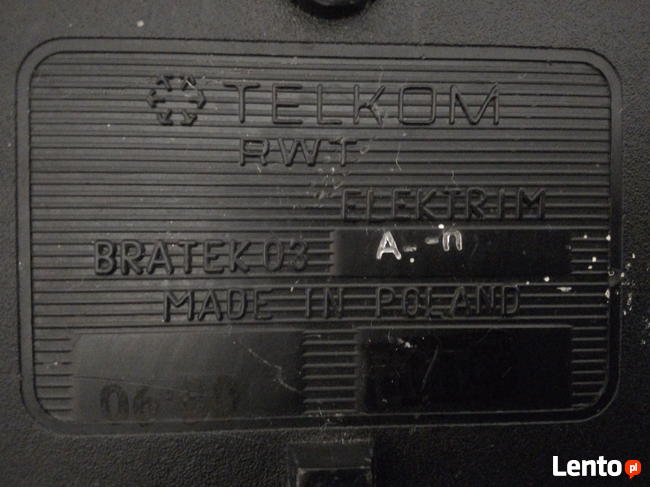 TELKOM
RWT
ELEKTRIM
BRATEK 03 A--n
MADE IN POLAND
Lento.pl